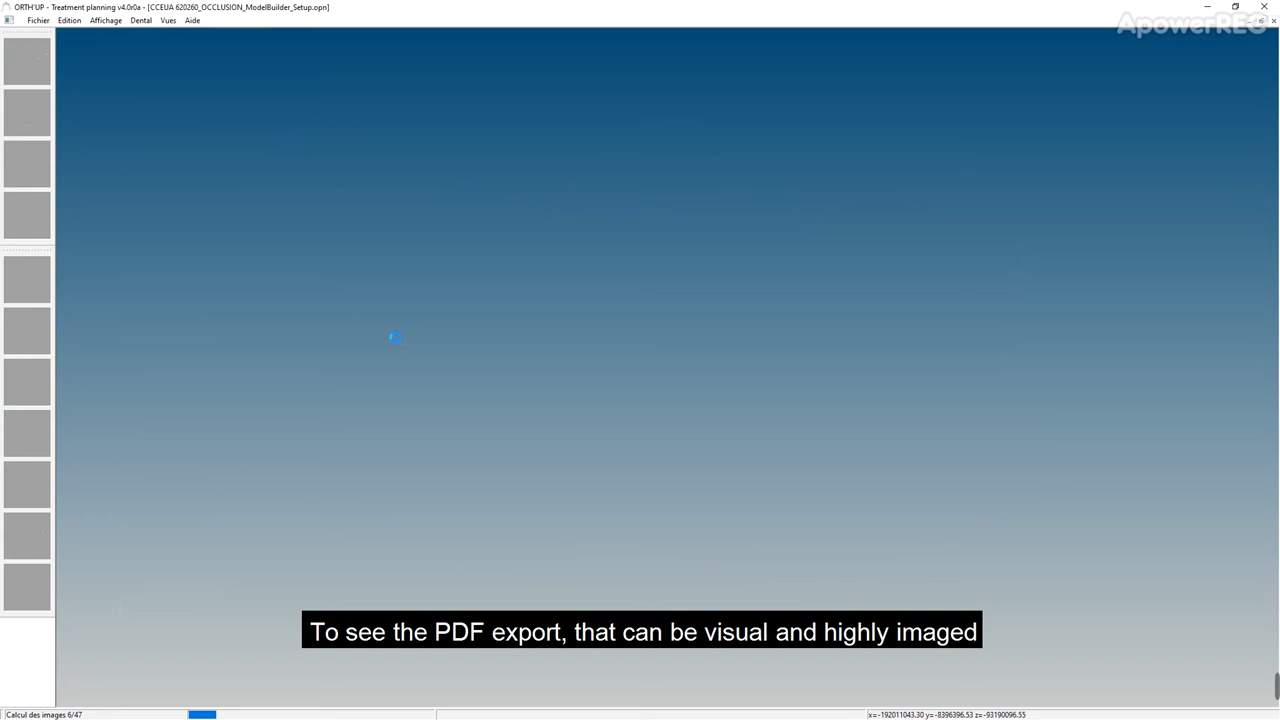 ORTH'UP - Treatment planning v4.0r0a - [CCEUA 620260_OCCLUSION_ModelBuilder_Setup.opn]
Fichier Edition Affichage Dental Vues Aide
ApowerREC
To see the PDF export, that can be visual and highly imaged
Calcul des images 6/47
x=-192011043.30 y=-8396396.53 z=-93190096.55